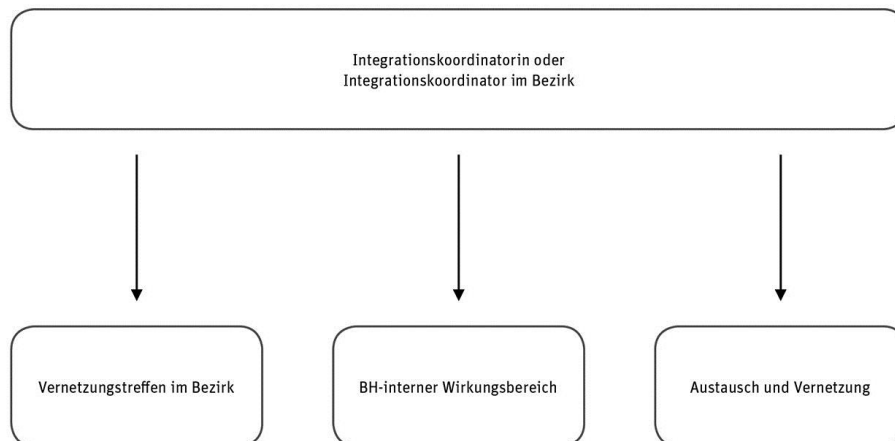 Integrationskoordinatorin oder
Integrationskoordinator im Bezirk
Vernetzungstreffen im Bezirk
BH-interner Wirkungsbereich
Austausch und Vernetzung